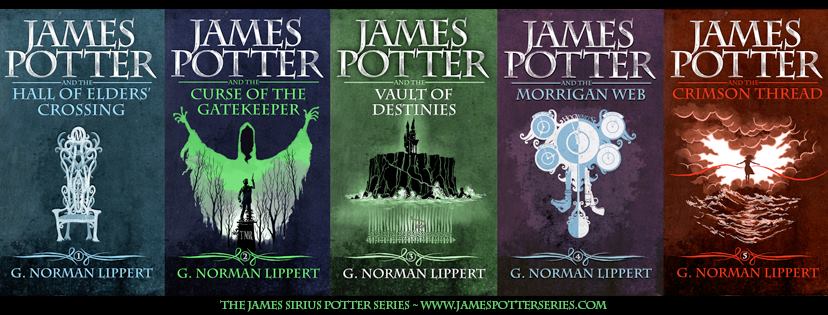 JAMES
POTTER
AND THE
HALL OF ELDERS'
CROSSING
1
G. NORMAN LIPPERT
JAMES
POTTER
AND THE
CURSE OF THE
GATEKEEPER
TMR
2
G. NORMAN LIPPERT
JAMES
POTTER
AND THE
VAULT OF
DESTINIES
3
G. NORMAN LIPPERT
JAMES
POTTER
AND THE
MORRIGAN WEB
4
G. NORMAN LIPPERT
JAMES
POTTER
AND THE
CRIMSON THREAD
5
G. NORMAN LIPPERT
THE JAMES SIRIUS POTTER SERIES ~ WWW.JAMESPOTTERSERIES.COM